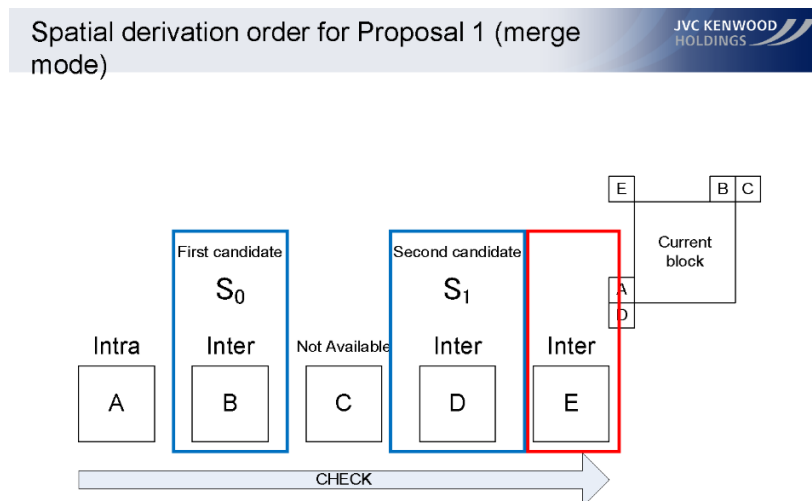 Spatial derivation order for Proposal 1 (merge
mode)
JVC KENWOOD
HOLDINGS
E
B C
First candidate
Second candidate
Current
block
S0
S1
A
D
Intra
Inter
Not Available
Inter
Inter
A
B
C
D
E
CHECK